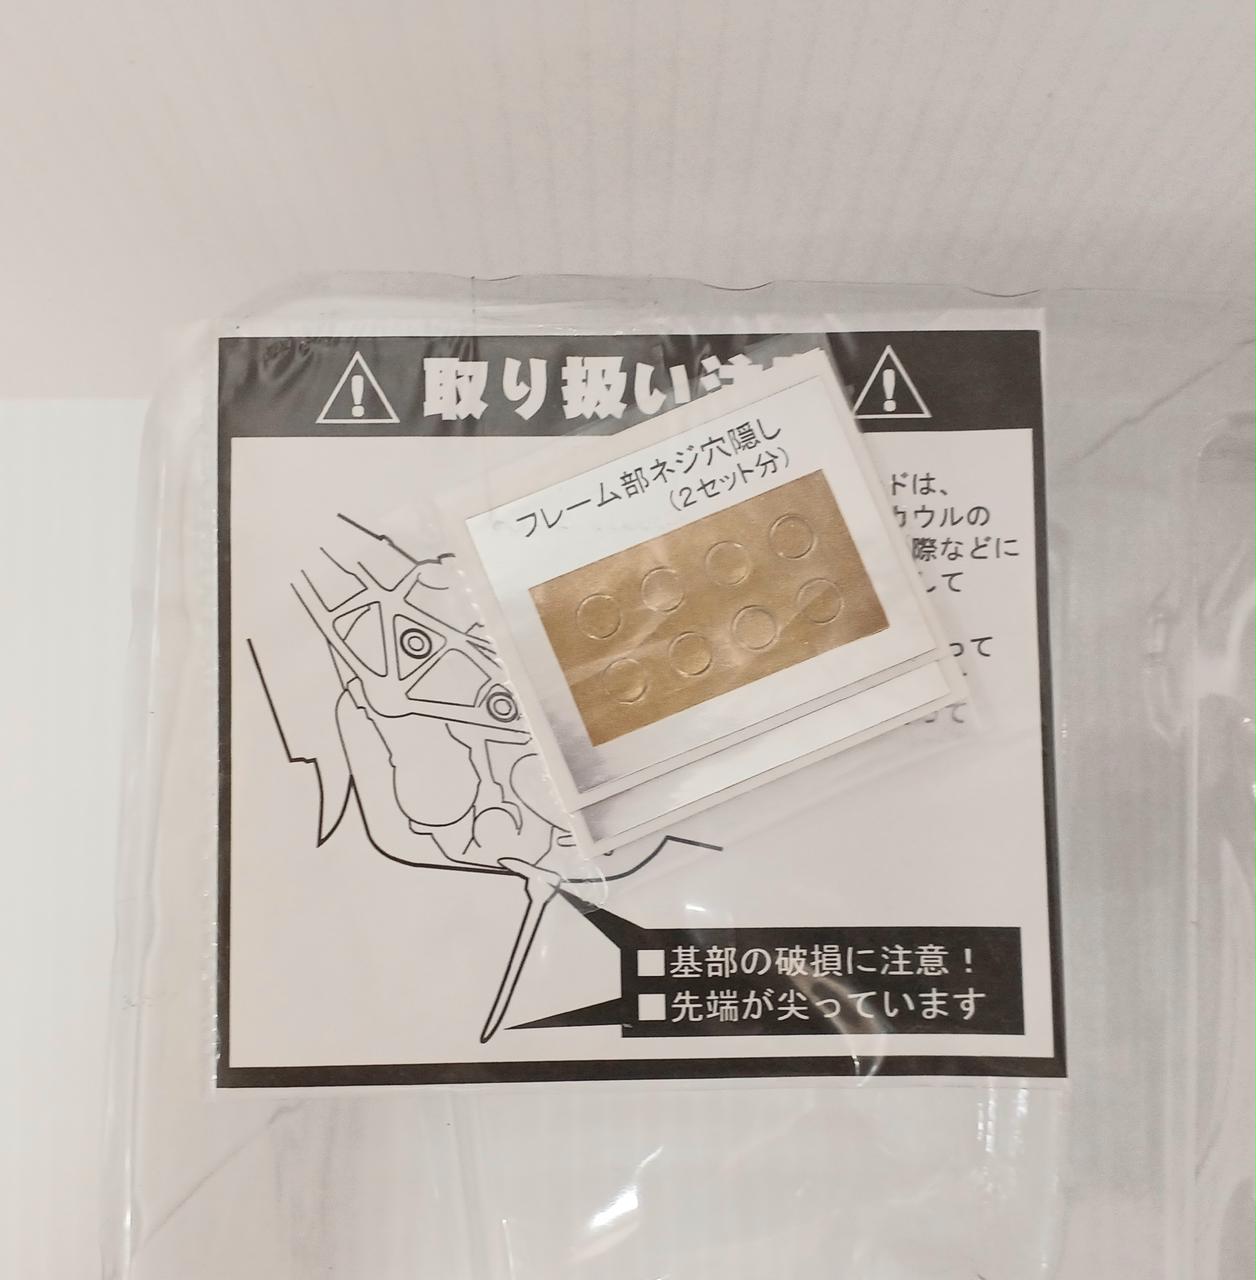 取り扱い注
フレーム部ネジ穴隠し
（2セット分）
ドは、
カウルの
際などに
して
って
って
■基部の破損に注意！
■先端が尖っています